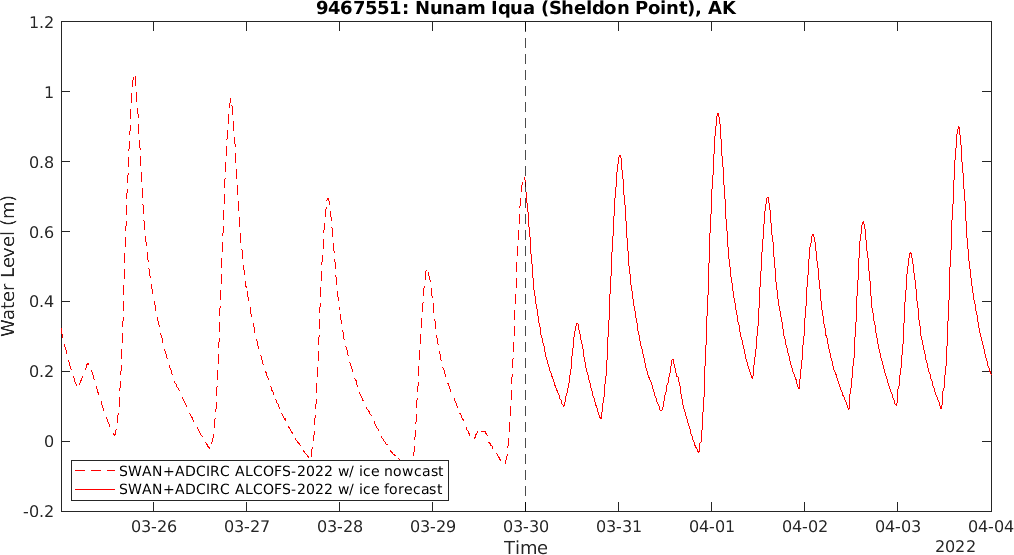 9467551: Nunam Iqua (Sheldon Point), AK
1.2
1
0.8
0.6
0.4
0.2
0
-0.2
Water Level (m)
SWAN+ADCIRC ALCOFS-2022 w/ ice nowcast
SWAN+ADCIRC ALCOFS-2022 w/ ice forecast
03-26 03-27 03-28 03-29 03-30 03-31 04-01 04-02 04-03 04-04
Time
2022